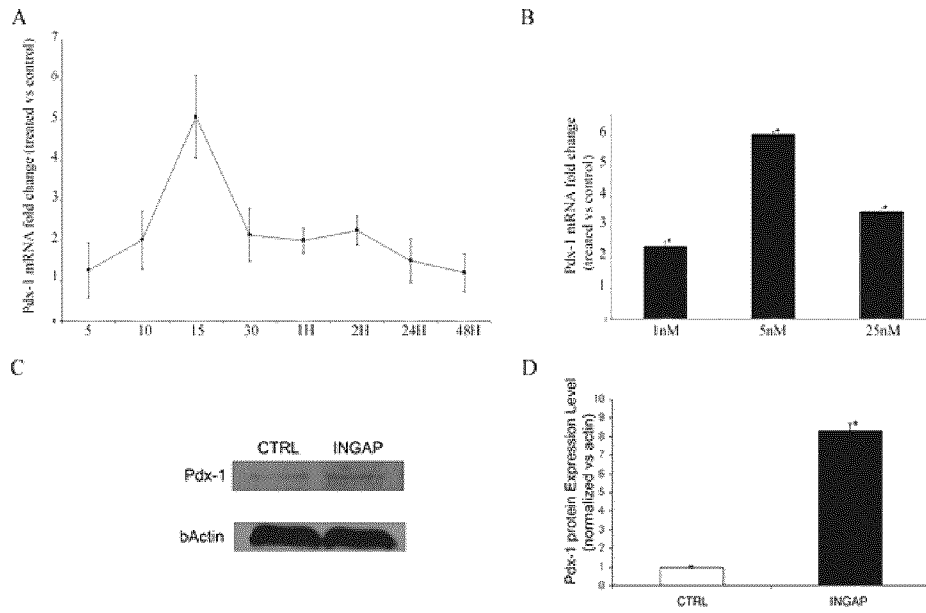 A
Pdx-1 mRNA fold change (treated vs control)
7
6
5
4
3
2
1
5
10
15
30
1H
2H
24H
48H
B
Pdx-1 mRNA fold change
(treated vs control)
6
5
4
3
2
1
*
*
*
1nM
5nM
25nM
C
CTRL
INGAP
Pdx-1
bActin
D
Pdx-1 protein Expression Level
(normalized vs actin)
10
9
8
7
6
5
4
3
2
1
0
*
CTRL
INGAP